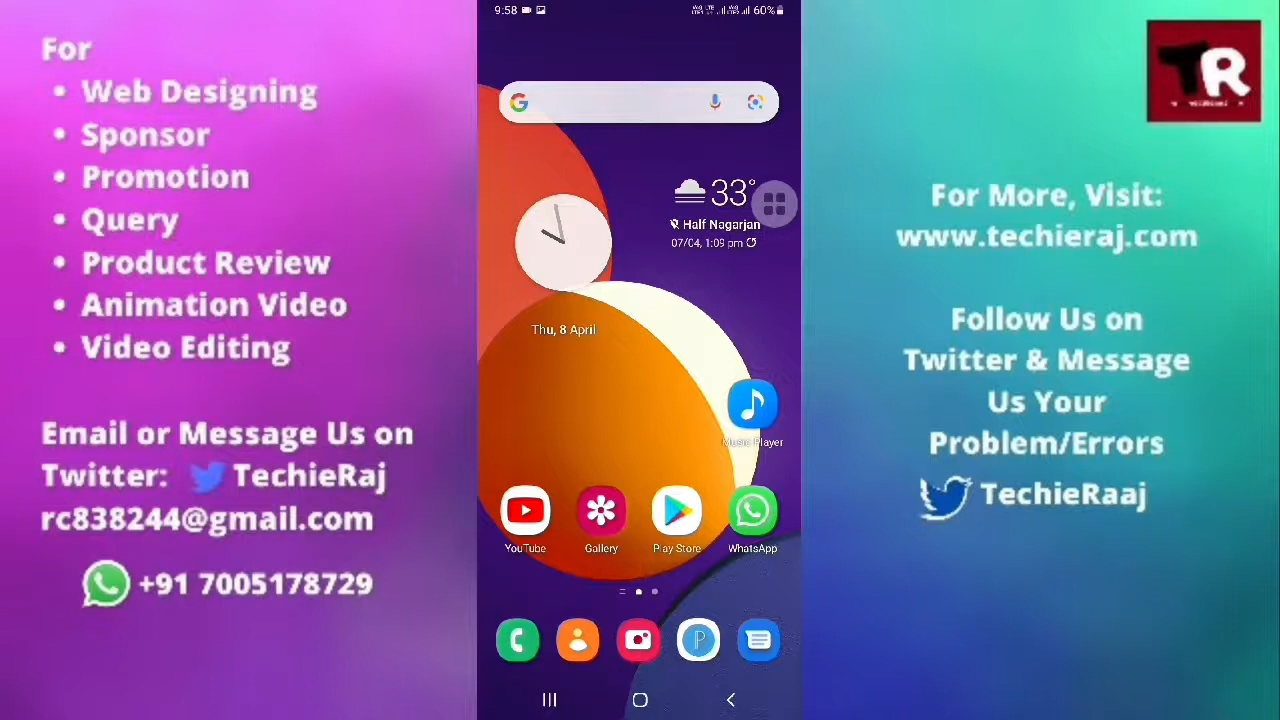 For
• Web Designing
• Sponsor
• Promotion
• Query
• Product Review
• Animation Video
• Video Editing
Email or Message Us on
Twitter: TechieRaj
rc838244@gmail.com
+91 7005178729
9:58
60%
33°
Half Nagarjan
07/04, 1:09 pm
Thu, 8 April
Music Player
YouTube
Gallery
Play Store
WhatsApp
TR
For More, Visit:
www.techieraj.com
Follow Us on
Twitter & Message
Us Your
Problem/Errors
TechieRaaj